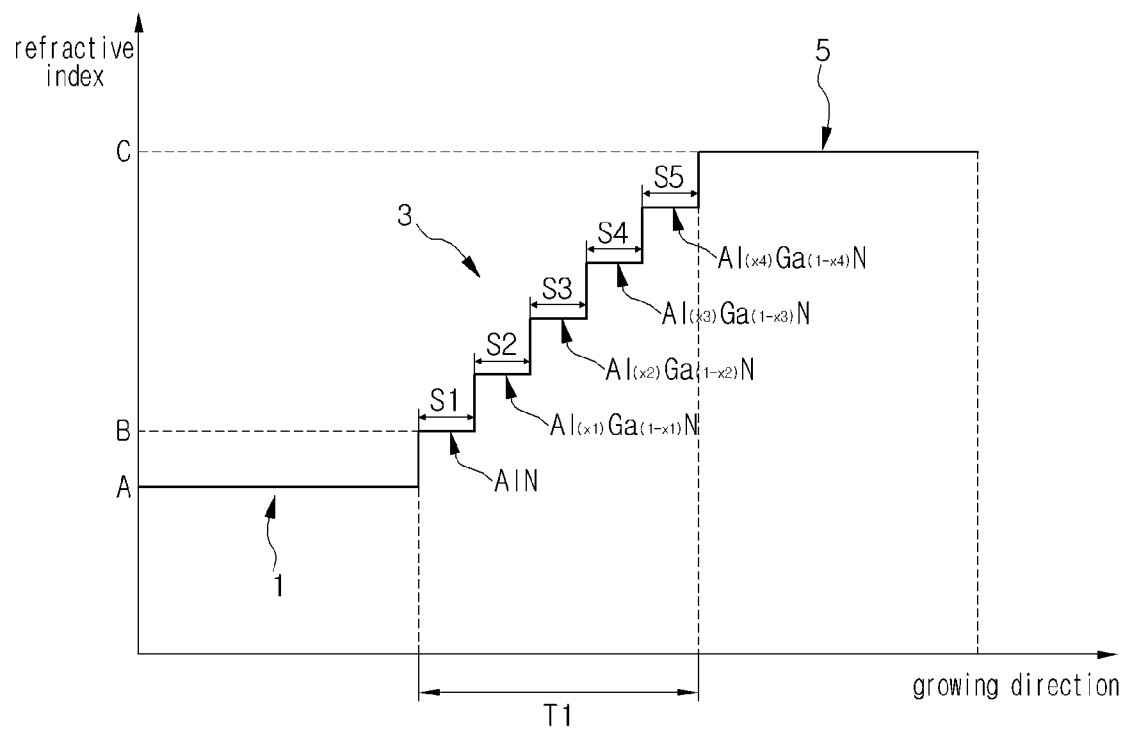 refractive
index
5
C
S5
3
S4
Al(x4)Ga(1-x4)N
S3
Al(x3)Ga(1-x3)N
S2
Al(x2)Ga(1-x2)N
S1
Al(x1)Ga(1-x1)N
B
AlN
A
1
growing direction
T1